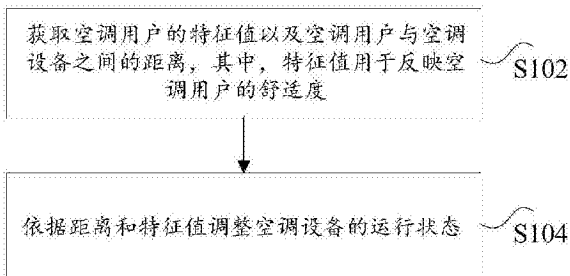 获取空调用户的特征值以及空调用户与空调
设备之间的距离，其中，特征值用于反映空
调用户的舒适度
S102
依据距离和特征值调整空调设备的运行状态
S104